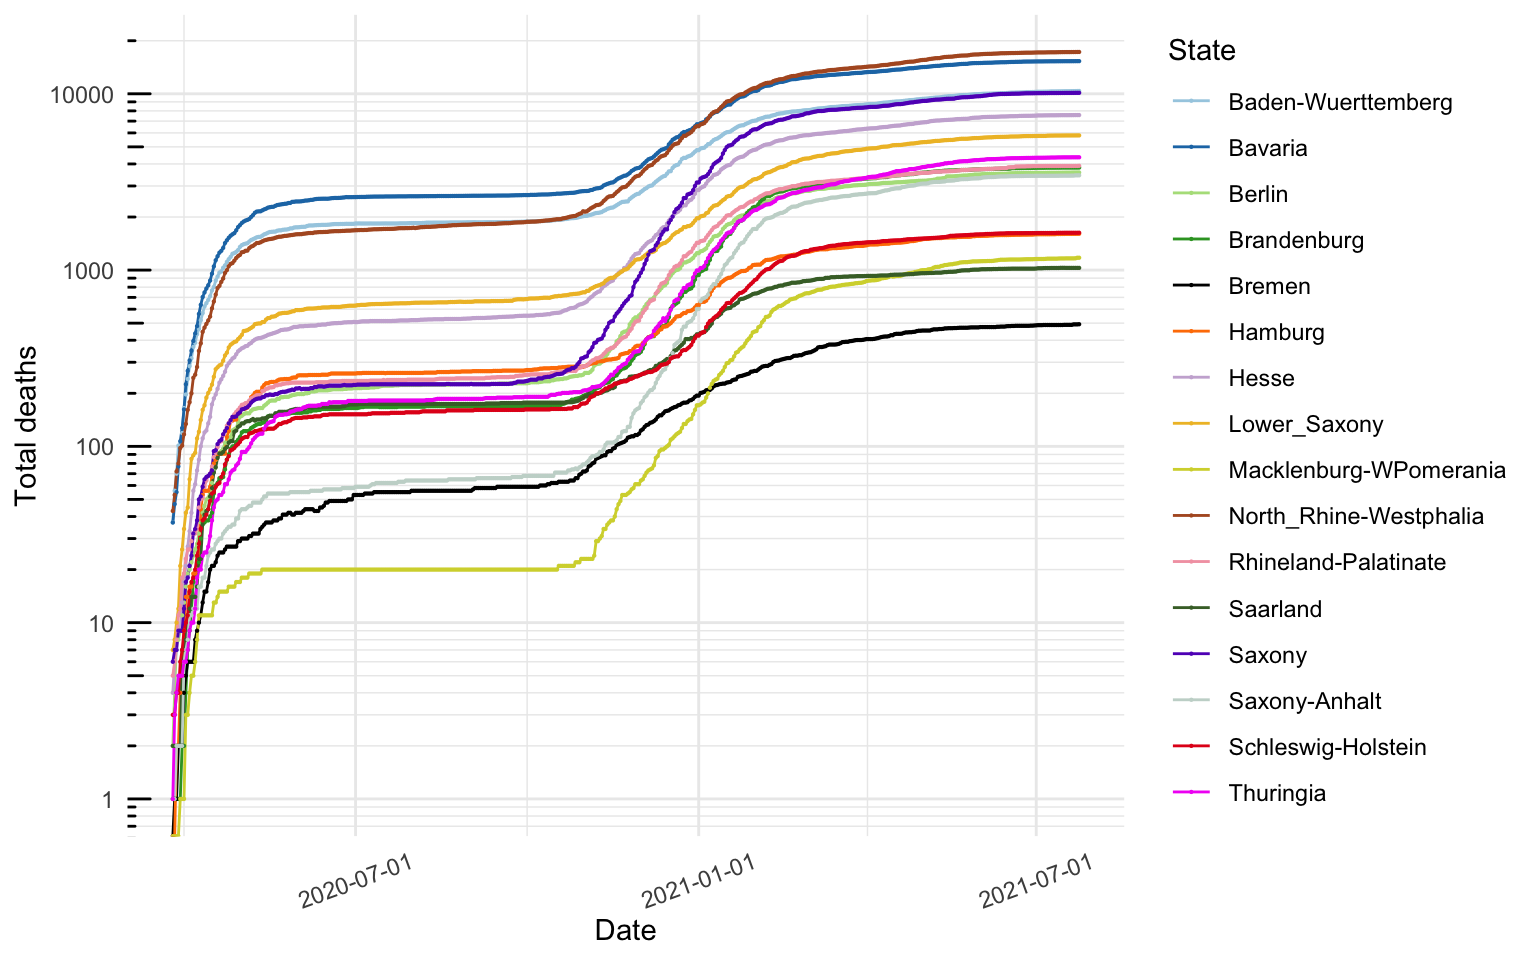 Total deaths
10000
1000
100
10
1
2020-07-01
2021-01-01
2021-07-01
Date
State
Baden-Wuerttemberg
Bavaria
Berlin
Brandenburg
Bremen
Hamburg
Hesse
Lower_Saxony
Macklenburg-WPomerania
North_Rhine-Westphalia
Rhineland-Palatinate
Saarland
Saxony
Saxony-Anhalt
Schleswig-Holstein
Thuringia